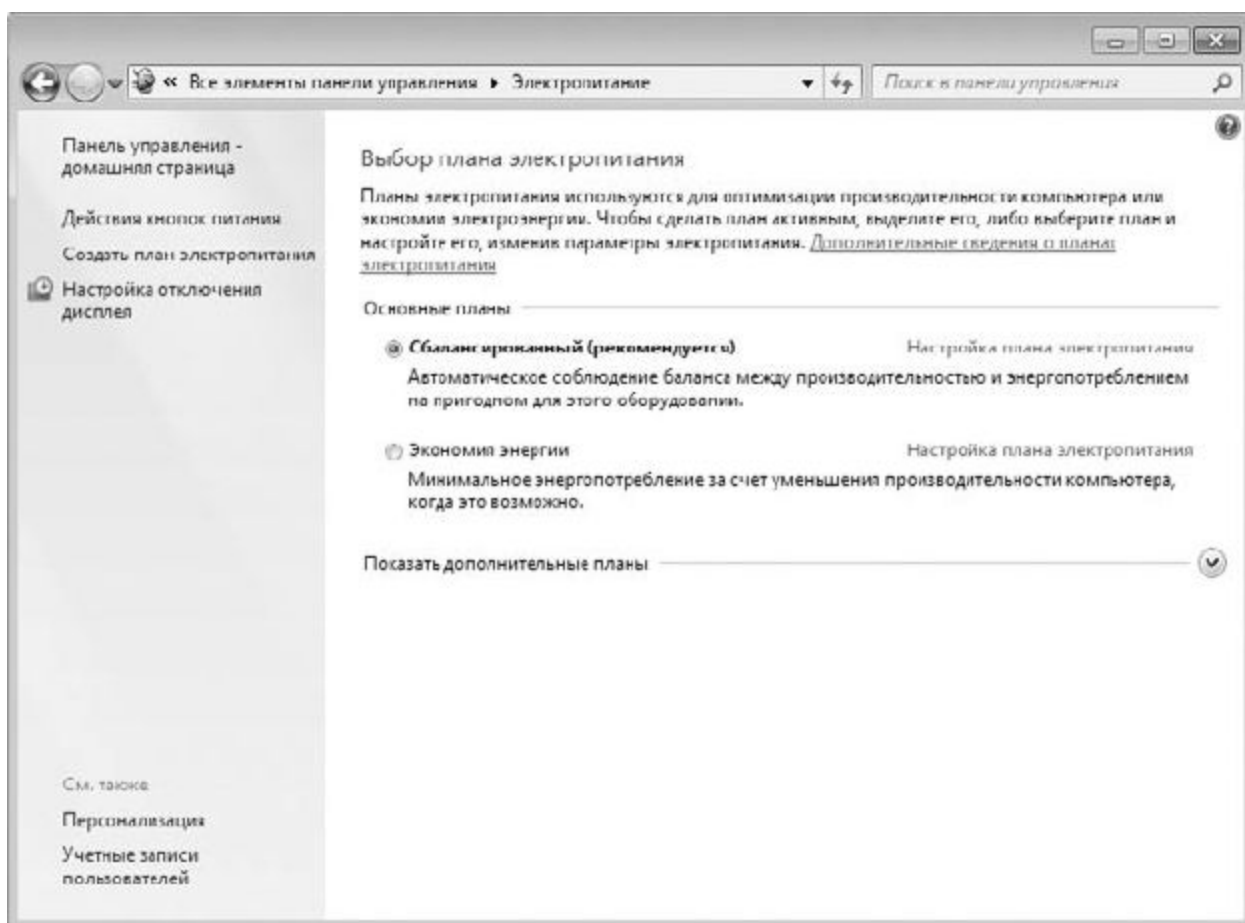 « Все элементы панели управления ▸ Электропитание
Поиск в панели управления
Панель управления -
домашняя страница
Действия кнопок питания
Создать план электропитания
Настройка отключения
дисплея
См. также
Персонализация
Учетные записи
пользователей
Выбор плана электропитания
Планы электропитания используются для оптимизации производительности компьютера или
экономии электроэнергии. Чтобы сделать план активным, выделите его, либо выберите план и
настройте его, изменив параметры электропитания. Дополнительные сведения о планах
электропитания
Основные планы
Сбалансированный (рекомендуется) Настройка плана электропитания
Автоматическое соблюдение баланса между производительностью и энергопотреблением
на пригодном для этого оборудовании.
Экономия энергии Настройка плана электропитания
Минимальное энергопотребление за счет уменьшения производительности компьютера,
когда это возможно.
Показать дополнительные планы